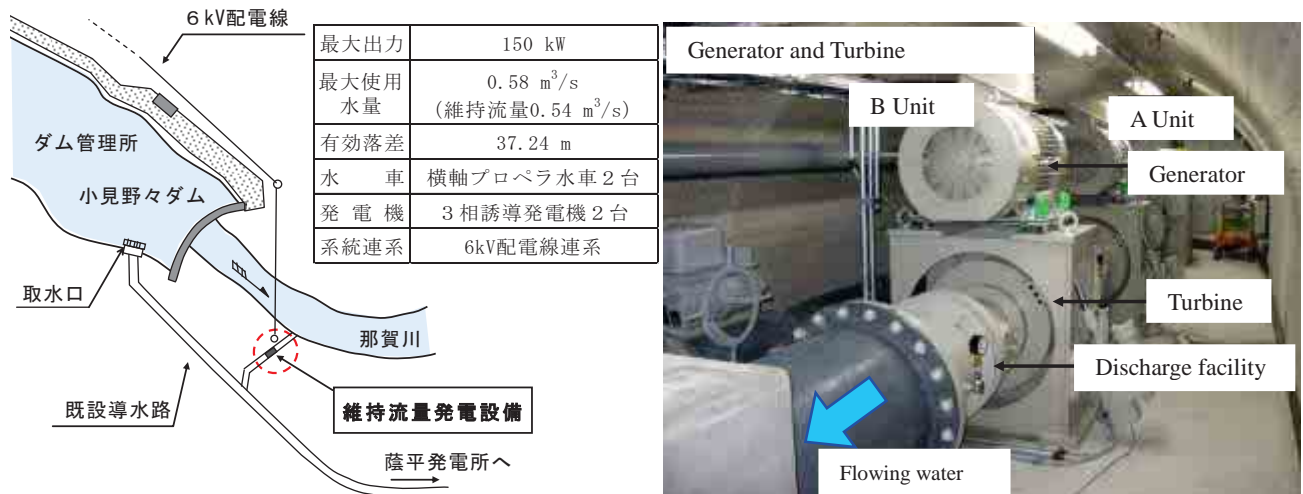 6kV配電線
ダム管理所
小見野々ダム
取水口
那賀川
既設導水路
維持流量発電設備
蔭平発電所へ
最大出力 150 kW
最大使用水量 0.58 m³/s
(維持流量0.54 m³/s)
有効落差 37.24 m
水 車 横軸プロペラ水車2台
発電機 3相誘導発電機2台
系統連系 6kV配電線連系
Generator and Turbine
B Unit
A Unit
Generator
Turbine
Discharge facility
Flowing water